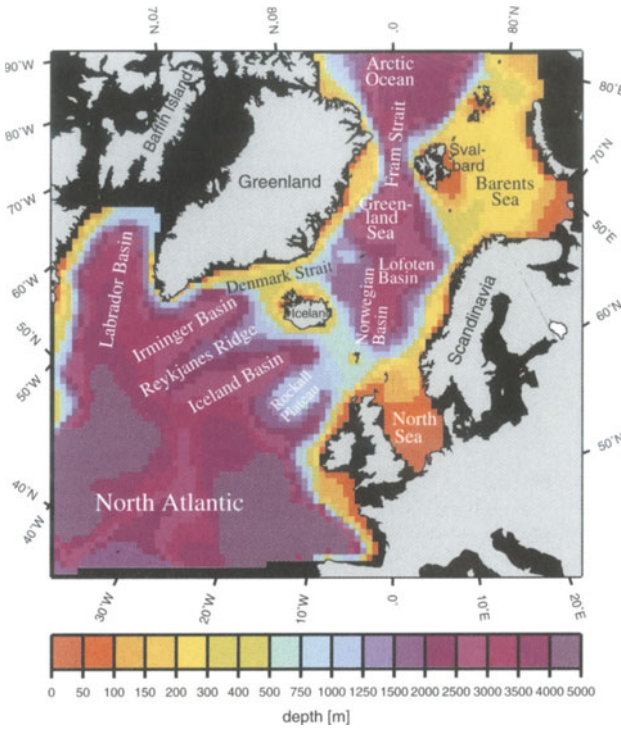 70°W
80°N
0°
80°N
90°W
80°W
70°W
60°W
50°N
50°W
40°N
40°W
80°E
70°N
50°E
60°N
50°N
Arctic
Ocean
Baffin Island
Fram Strait
Sval-
bard
Greenland
Barents
Sea
Green-
land
Sea
Labrador Basin
Denmark Strait
Lofoten
Basin
Norwegian
Basin
Scandinavia
Iceland
Irminger Basin
Reykjanes Ridge
Iceland Basin
Rockall
Plateau
North
Sea
North Atlantic
30°W
20°W
10°W
0°
10°E
20°E
0 50 100 150 200 300 400 500 750 1000 1250 1500 2000 2500 3000 3500 4000 5000
depth [m]